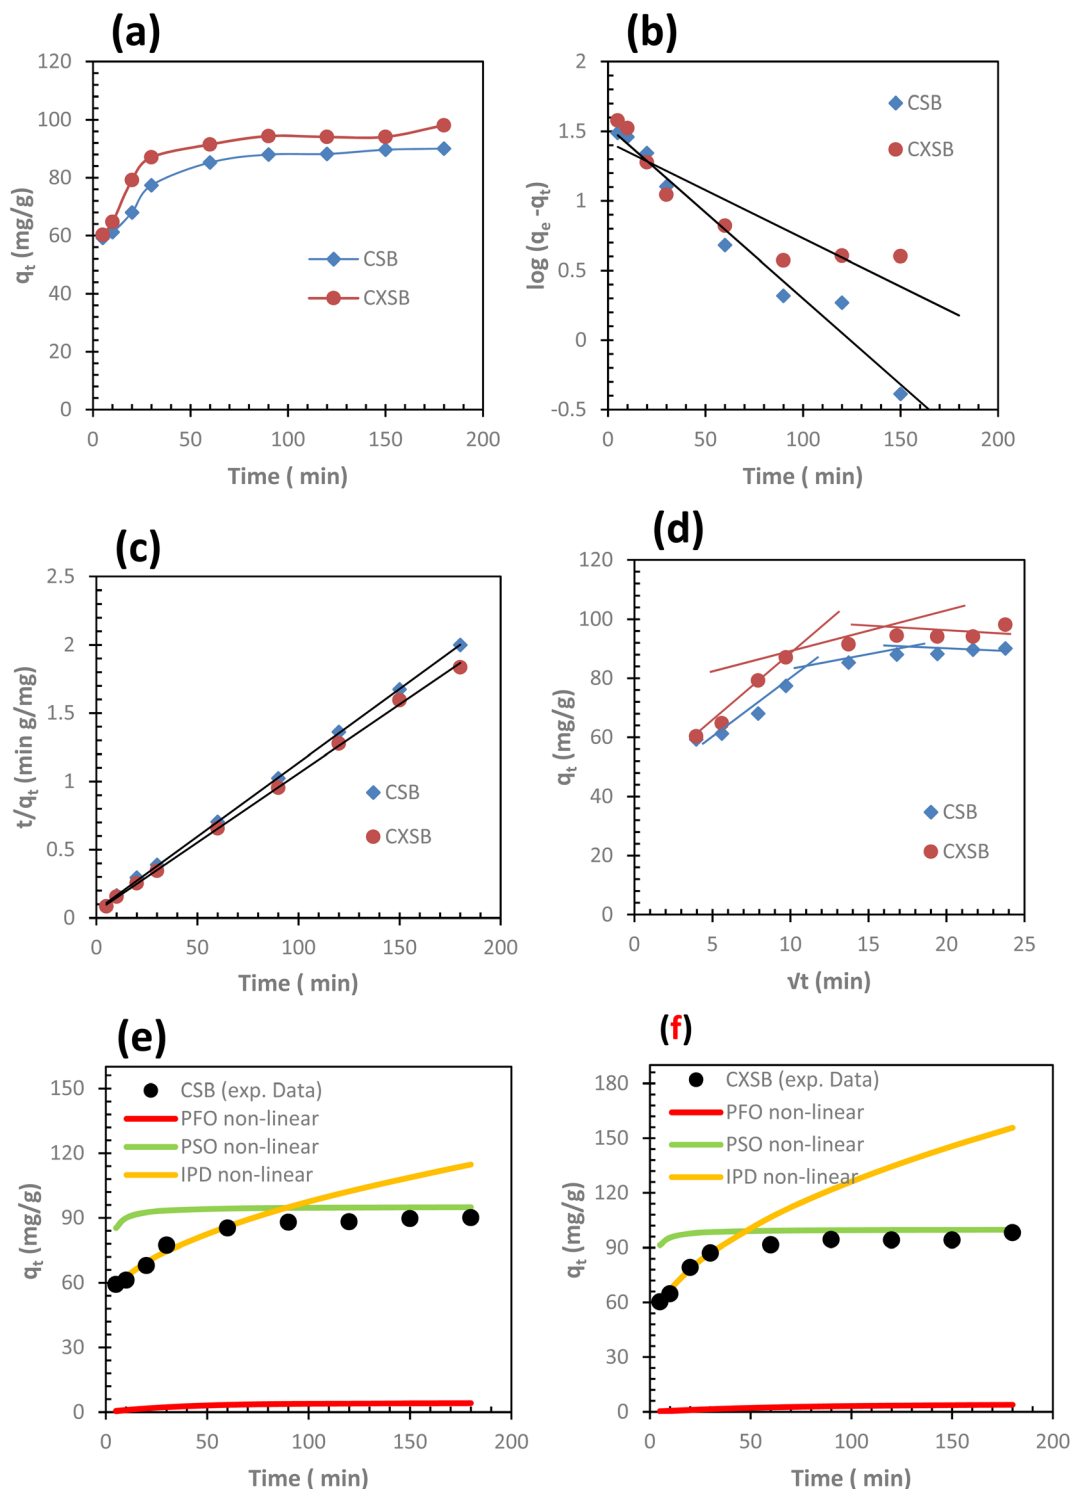 (a)
120
100
80
60
40
20
0
qt (mg/g)
CSB
CXSB
0 50 100 150 200
Time ( min)
(b)
2
1.5
1
0.5
0
-0.5
log (qe -qt)
CSB
CXSB
0 50 100 150 200
Time ( min)
(c)
2.5
2
1.5
1
0.5
0
t/qt (min g/mg)
CSB
CXSB
0 50 100 150 200
Time ( min)
(d)
120
100
80
60
40
20
0
qt (mg/g)
CSB
CXSB
0 5 10 15 20 25
√t (min)
(e)
150
120
90
60
30
0
qt (mg/g)
CSB (exp. Data)
PFO non-linear
PSO non-linear
IPD non-linear
0 50 100 150 200
Time ( min)
(f)
180
150
120
90
60
30
0
qt (mg/g)
CXSB (exp. Data)
PFO non-linear
PSO non-linear
IPD non-linear
0 50 100 150 200
Time ( min)